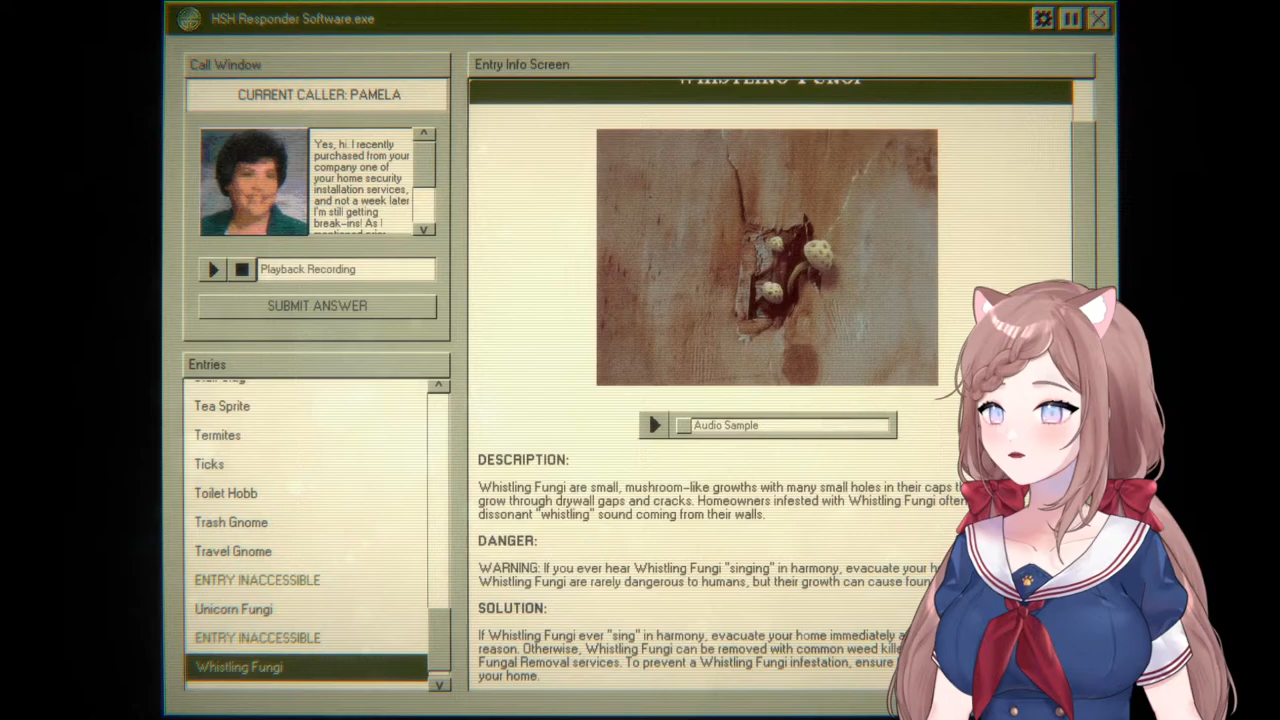 HSH Responder Software.exe
Call Window
CURRENT CALLER: PAMELA
Yes, hi. I recently
purchased from your
company one of
your home security
installation services,
and not a week later
I'm still getting
break-ins! As I
Playback Recording
SUBMIT ANSWER
Entries
Tea Sprite
Termites
Ticks
Toilet Hobb
Trash Gnome
Travel Gnome
ENTRY INACCESSIBLE
Unicorn Fungi
ENTRY INACCESSIBLE
Whistling Fungi
Entry Info Screen
WHISTLING FUNGI
Audio Sample
DESCRIPTION:
Whistling Fungi are small, mushroom-like growths with many small holes in their caps
grow through drywall gaps and cracks. Homeowners infested with Whistling Fungi often
dissonant "whistling" sound coming from their walls.
DANGER:
WARNING: If you ever hear Whistling Fungi "singing" in harmony, evacuate your
Whistling Fungi are rarely dangerous to humans, but their growth can cause
SOLUTION:
If Whistling Fungi ever "sing" in harmony, evacuate your home immediately
reason. Otherwise, Whistling Fungi can be removed with common weed
Fungal Removal services. To prevent a Whistling Fungi infestation, ensure
your home.